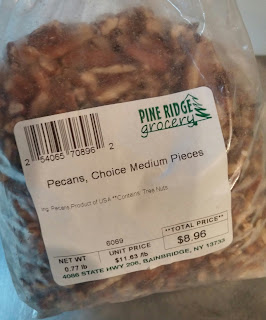 PINE RIDGE
grocery
2 54065 70896 2
Pecans, Choice Medium Pieces
Ing: Pecans Product of USA **Contains: Tree Nuts
6069
NET WT UNIT PRICE **TOTAL PRICE**
0.77 lb $11.63 /lb $8.96
4086 STATE HWY 206, BAINBRIDGE, NY 13733